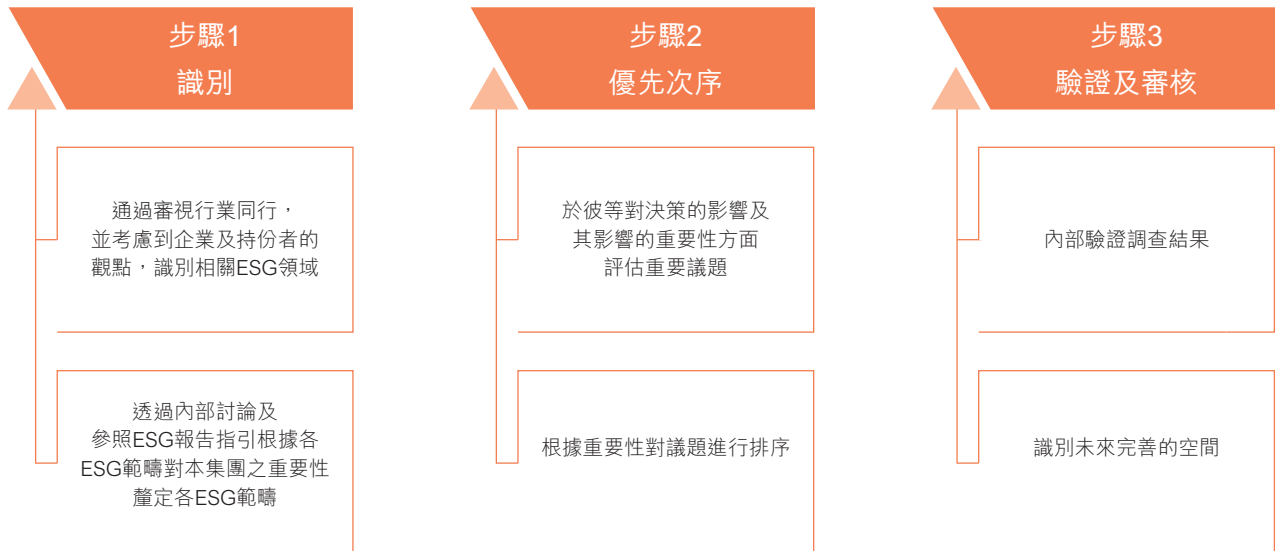 步驟1
識別
通過審視行業同行，
並考慮到企業及持份者的
觀點，識別相關ESG領域
透過內部討論及
參照ESG報告指引根據各
ESG範疇對本集團之重要性
釐定各ESG範疇
步驟2
優先次序
於彼等對決策的影響及
其影響的重要性方面
評估重要議題
根據重要性對議題進行排序
步驟3
驗證及審核
內部驗證調查結果
識別未來完善的空間